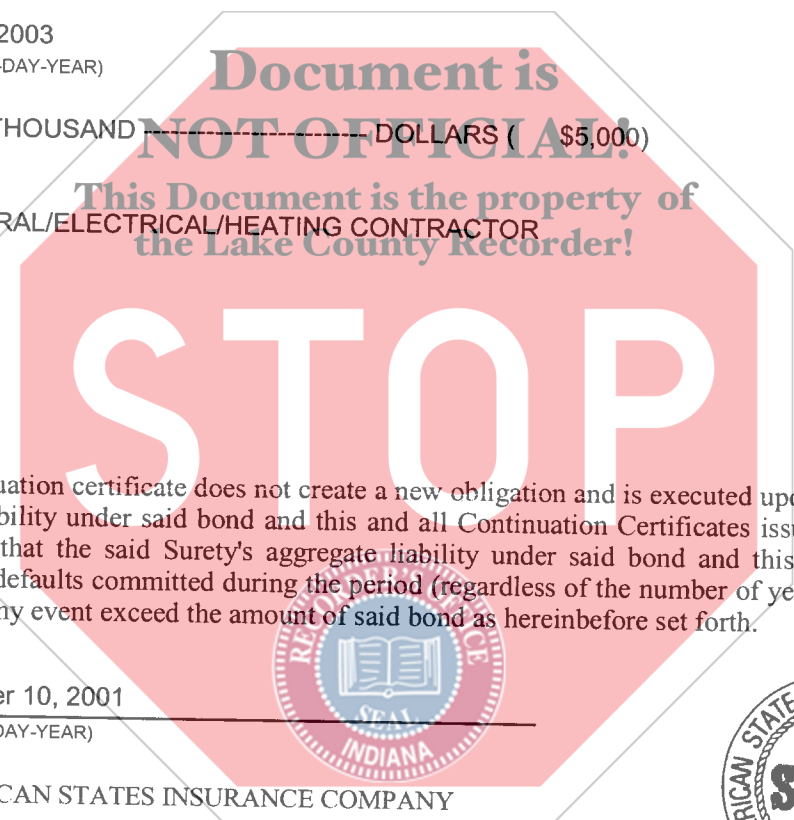 2003
Document is
-DAY-YEAR)
THOUSAND ------------------------- DOLLARS ( $5,000)
NOT OFFICIAL!
This Document is the property of
RAL/ELECTRICAL/HEATING CONTRACTOR
the Lake County Recorder!
STOP
uation certificate does not create a new obligation and is executed upo
bility under said bond and this and all Continuation Certificates issu
that the said Surety's aggregate liability under said bond and this
defaults committed during the period (regardless of the number of ye
ny event exceed the amount of said bond as hereinbefore set forth.
RECORDER'S OFFICE
SEAL
INDIANA
er 10, 2001
DAY-YEAR)
CAN STATES INSURANCE COMPANY
RICAN STATE
S